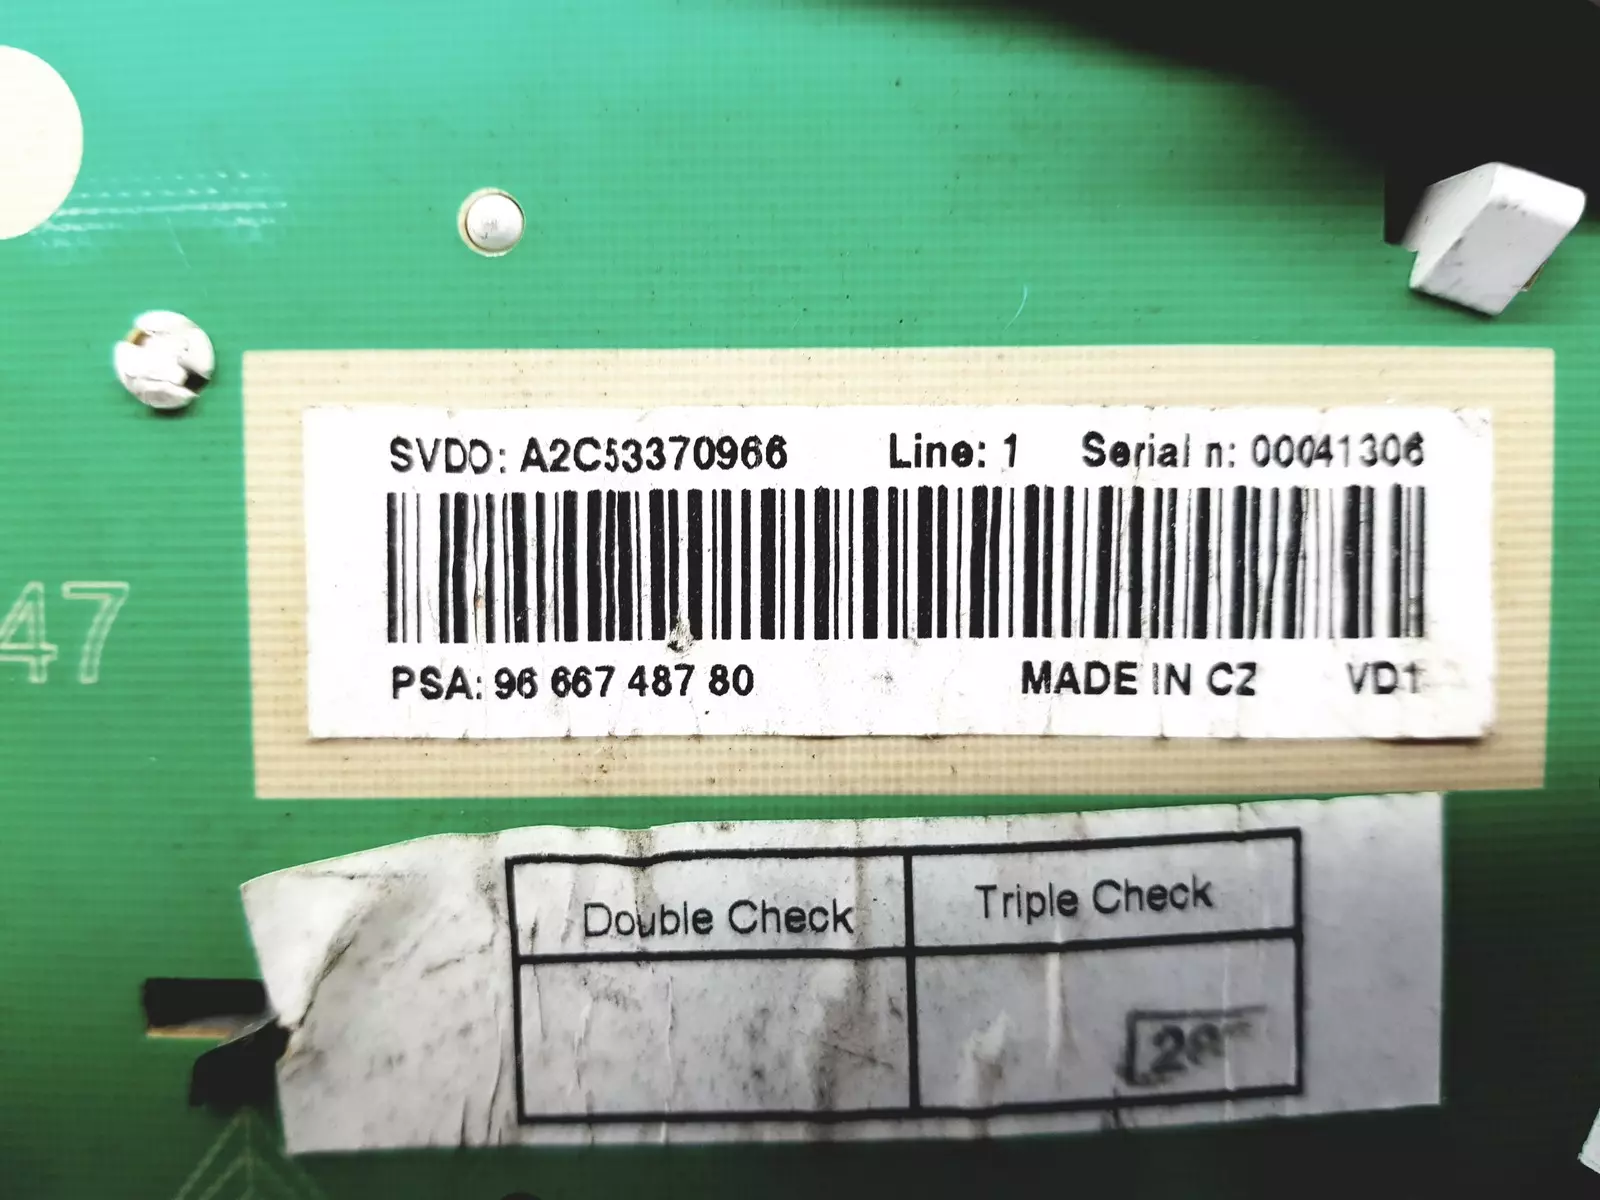 SVDO: A2C53370966 Line: 1 Serial n: 00041306
47
PSA: 96 667 487 80 MADE IN CZ VD1
Double Check Triple Check